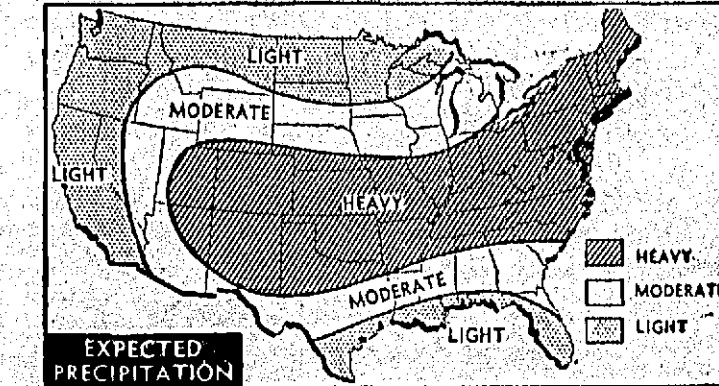 LIGHT
MODERATE
LIGHT
HEAVY
MODERATE
LIGHT
HEAVY
MODERATE
LIGHT
EXPECTED
PRECIPITATION